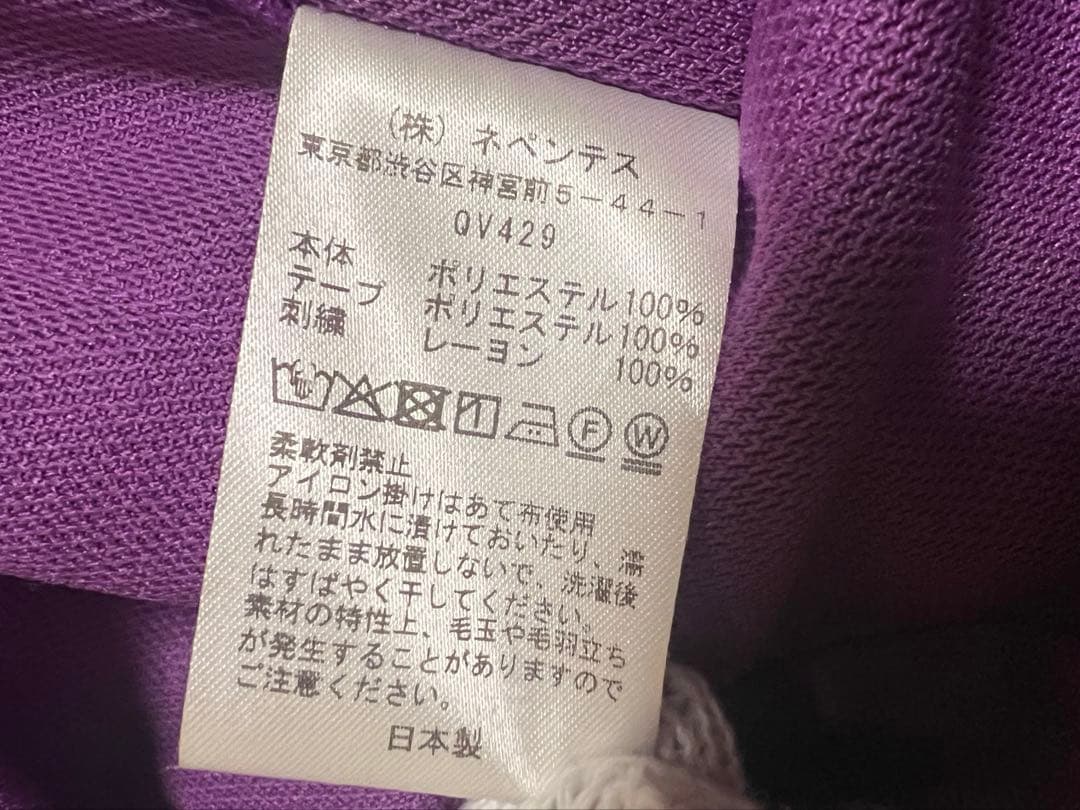 (株) ネペンテス
東京都渋谷区神宮前5-44-1
QV429
本体 ポリエステル100%
テープ ポリエステル100%
刺繍 レーヨン 100%
F W
柔軟剤禁止
アイロン掛けはあて布使用
長時間水に漬けておいたり、濡
れたまま放置しないで、洗濯後
はすばやく干してください。
素材の特性上、毛玉や毛羽立ち
が発生することがありますので
ご注意ください。
日本製